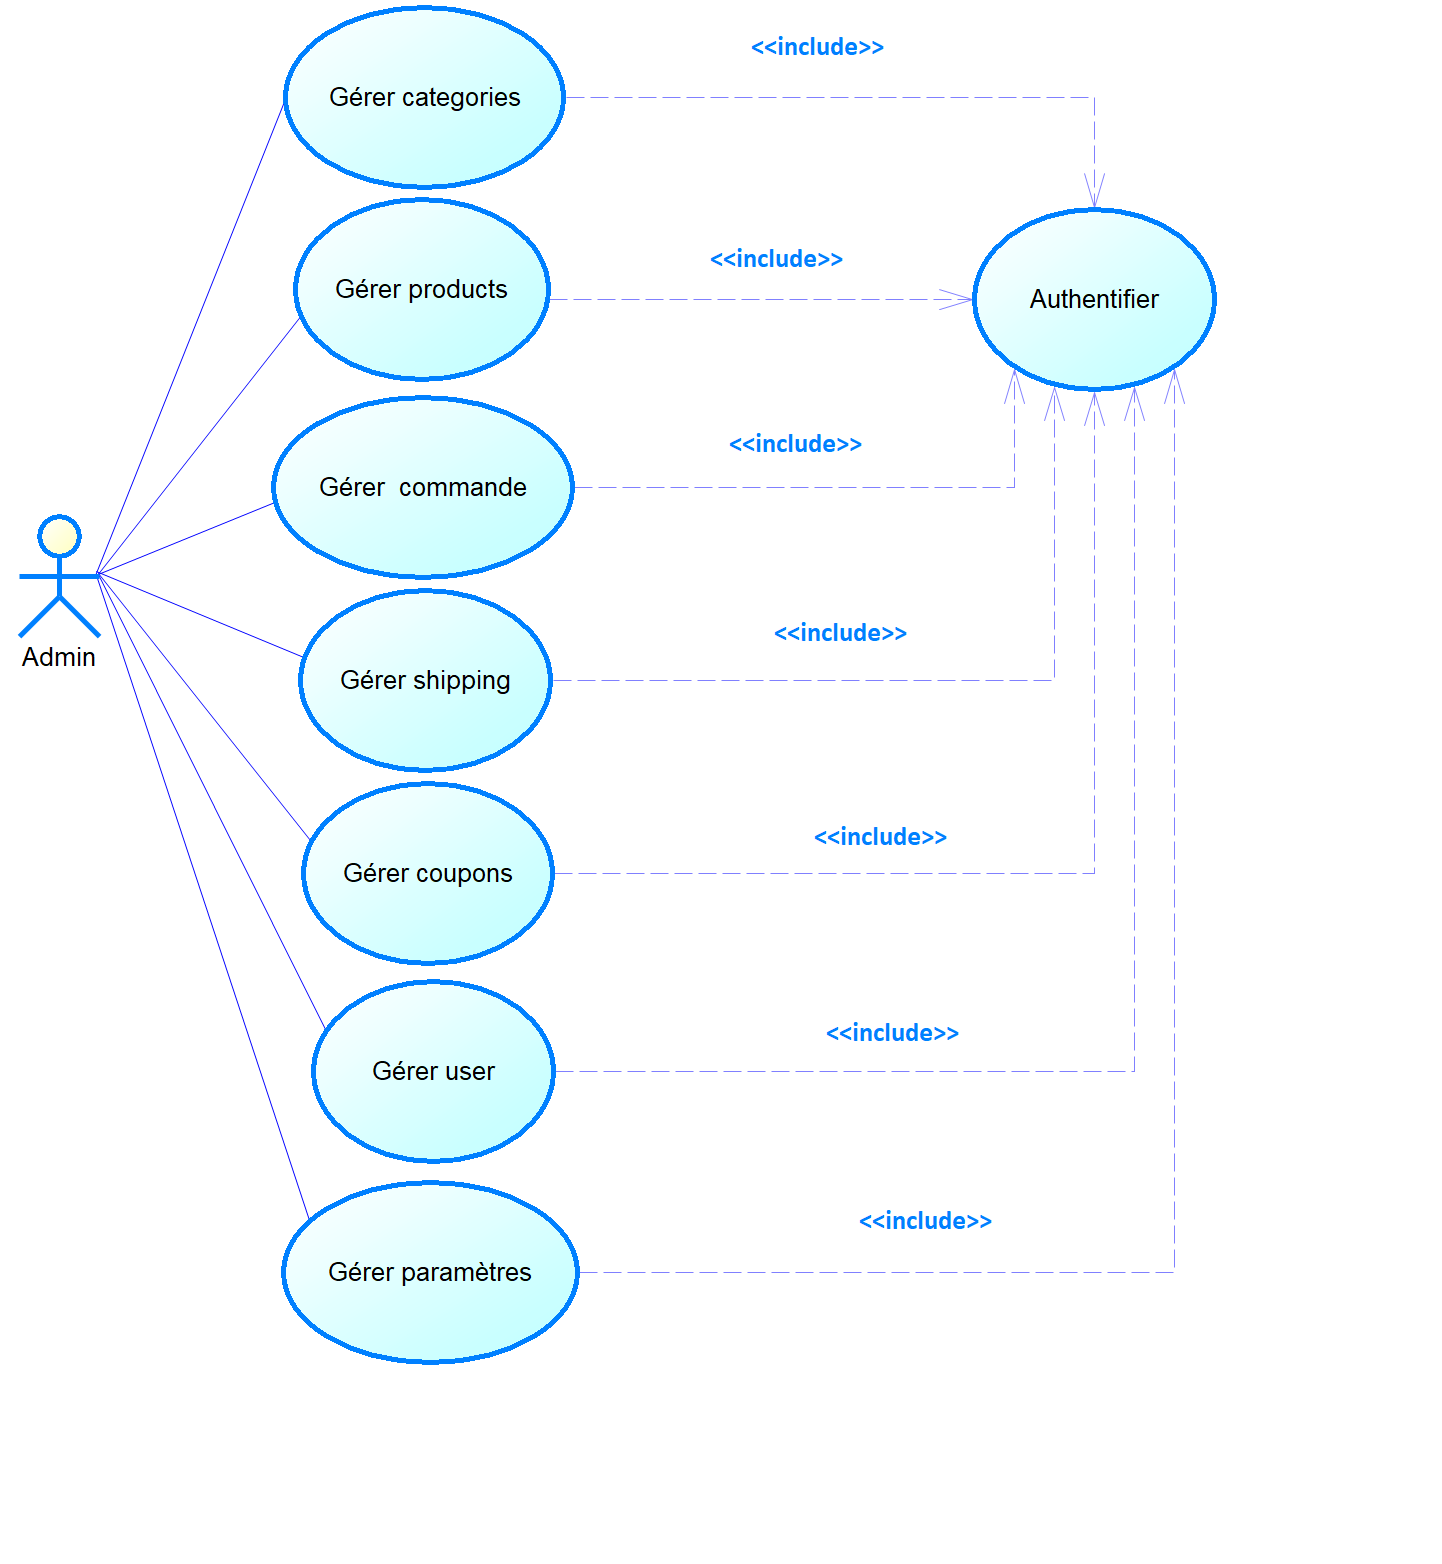 Gérer categories
<<include>>
Gérer products
<<include>>
Authentifier
Gérer  commande
<<include>>
Admin
Gérer shipping
<<include>>
Gérer coupons
<<include>>
Gérer user
<<include>>
Gérer paramètres
<<include>>